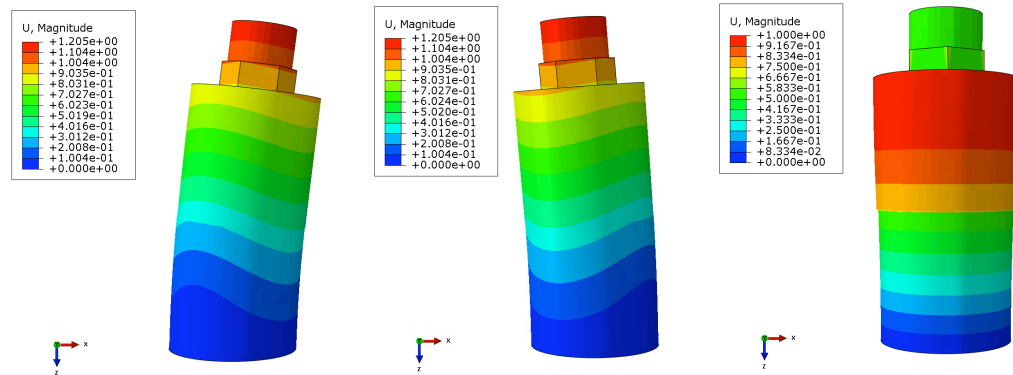 U, Magnitude
+1.205e+00
+1.104e+00
+1.004e+00
+9.035e-01
+8.031e-01
+7.027e-01
+6.023e-01
+5.019e-01
+4.016e-01
+3.012e-01
+2.008e-01
+1.004e-01
+0.000e+00
Y
x
z
U, Magnitude
+1.205e+00
+1.104e+00
+1.004e+00
+9.035e-01
+8.031e-01
+7.027e-01
+6.024e-01
+5.020e-01
+4.016e-01
+3.012e-01
+2.008e-01
+1.004e-01
+0.000e+00
Y
x
z
U, Magnitude
+1.000e+00
+9.167e-01
+8.334e-01
+7.500e-01
+6.667e-01
+5.833e-01
+5.000e-01
+4.167e-01
+3.333e-01
+2.500e-01
+1.667e-01
+8.334e-02
+0.000e+00
Y
x
z